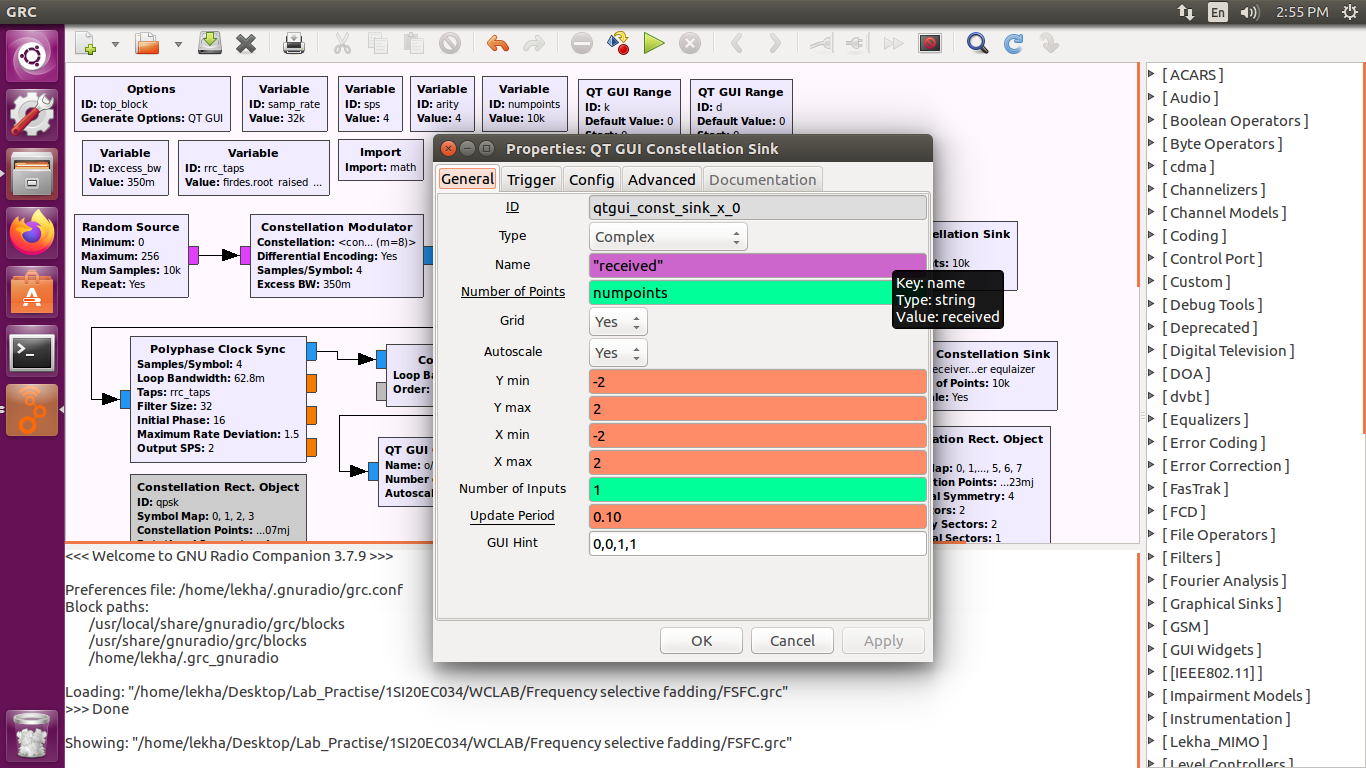 GRC
En
2:55 PM
Options
ID: top_block
Generate Options: QT GUI
Variable
ID: samp_rate
Value: 32k
Variable
ID: sps
Value: 4
Variable
ID: arity
Value: 4
Variable
ID: numpoints
Value: 10k
QT GUI Range
ID: k
Default Value: 0
QT GUI Range
ID: d
Default Value: 0
Variable
ID: excess_bw
Value: 350m
Variable
ID: rrc_taps
Value: firdes.root_raised_...
Import
Import: math
Random Source
Minimum: 0
Maximum: 256
Num Samples: 10k
Repeat: Yes
Constellation Modulator
Constellation: <con... (m=8)>
Differential Encoding: Yes
Samples/Symbol: 4
Excess BW: 350m
Polyphase Clock Sync
Samples/Symbol: 4
Loop Bandwidth: 62.8m
Taps: rrc_taps
Filter Size: 32
Initial Phase: 16
Maximum Rate Deviation: 1.5
Output SPS: 2
Co
Loop Ba
Order:
QT GUI C
Name: o/
Number o
Autoscal
Constellation Rect. Object
ID: qpsk
Symbol Map: 0, 1, 2, 3
Constellation Points: ...07mj
ellation Sink
ts: 10k
Constellation Sink
eceiver...er equlaizer
of Points: 10k
ale: Yes
ellation Rect. Object
Map: 0, 1,..., 5, 6, 7
tion Points: ...23mj
al Symmetry: 4
ctors: 2
y Sectors: 2
tal Sectors: 1
Properties: QT GUI Constellation Sink
General
Trigger
Config
Advanced
Documentation
ID
qtgui_const_sink_x_0
Type
Complex
Name
"received"
Number of Points
numpoints
Grid
Yes
Autoscale
Yes
Y min
-2
Y max
2
X min
-2
X max
2
Number of Inputs
1
Update Period
0.10
GUI Hint
0,0,1,1
OK
Cancel
Apply
Key: name
Type: string
Value: received
<<< Welcome to GNU Radio Companion 3.7.9 >>>
Preferences file: /home/lekha/.gnuradio/grc.conf
Block paths:
/usr/local/share/gnuradio/grc/blocks
/usr/share/gnuradio/grc/blocks
/home/lekha/.grc_gnuradio
Loading: "/home/lekha/Desktop/Lab_Practise/1SI20EC034/WCLAB/Frequency selective fadding/FSFC.grc"
>>> Done
Showing: "/home/lekha/Desktop/Lab_Practise/1SI20EC034/WCLAB/Frequency selective fadding/FSFC.grc"
[ ACARS ]
[ Audio ]
[ Boolean Operators ]
[ Byte Operators ]
[ cdma ]
[ Channelizers ]
[ Channel Models ]
[ Coding ]
[ Control Port ]
[ Custom ]
[ Debug Tools ]
[ Deprecated ]
[ Digital Television ]
[ DOA ]
[ dvbt ]
[ Equalizers ]
[ Error Coding ]
[ Error Correction ]
[ FasTrak ]
[ FCD ]
[ File Operators ]
[ Filters ]
[ Fourier Analysis ]
[ Graphical Sinks ]
[ GSM ]
[ GUI Widgets ]
[ [IEEE802.11] ]
[ Impairment Models ]
[ Instrumentation ]
[ Lekha_MIMO ]
[ Level Controllers ]